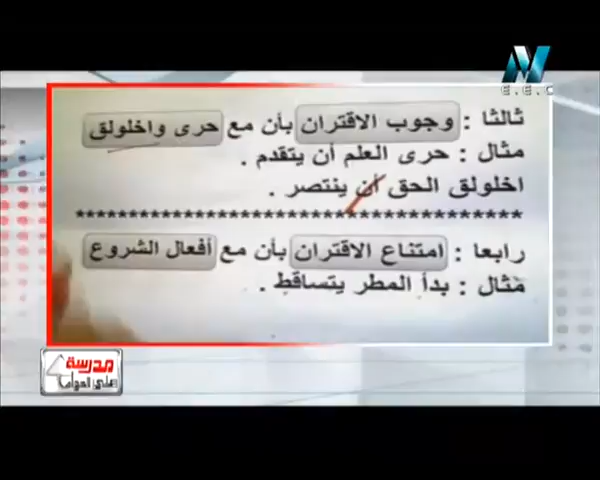 E.E.C
ثالثا : وجوب الاقتران بأن مع حرى واخلولق
مثال : حرى العلم أن يتقدم .
اخلولق الحق أن ينتصر .
****************************************
رابعا : امتناع الاقتران بأن مع أفعال الشروع
مثال : بدأ المطر يتساقط .
مدرسة
على الهواء